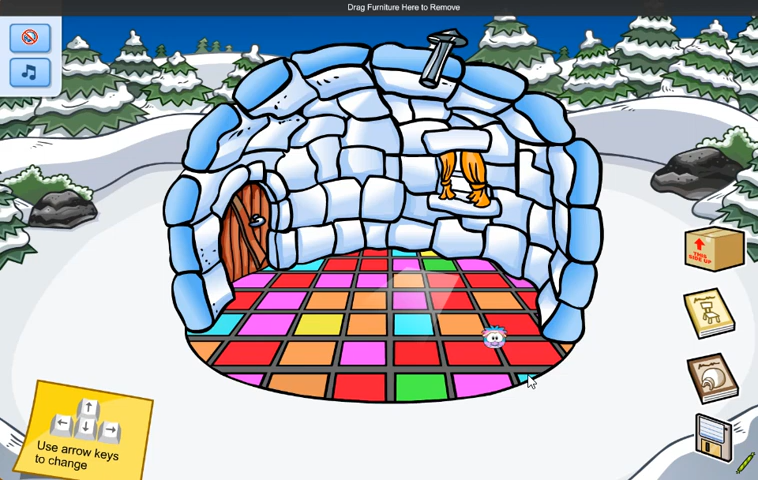 Drag Furniture Here to Remove
THIS
SIDE UP
Use arrow keys
to change